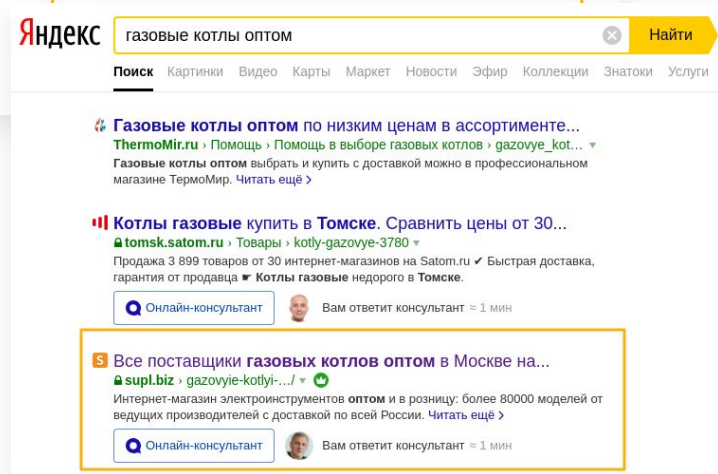 Яндекс
газовые котлы оптом
Найти
Поиск Картинки Видео Карты Маркет Новости Эфир Коллекции Знатоки Услуги
Газовые котлы оптом по низким ценам в ассортименте...
ThermoMir.ru › Помощь › Помощь в выборе газовых котлов › gazovye_kot...
Газовые котлы оптом выбрать и купить с доставкой можно в профессиональном
магазине ТермоМир. Читать ещё >
Котлы газовые купить в Томске. Сравнить цены от 30...
tomsk.satom.ru › Товары › kotly-gazovye-3780
Продажа 3 899 товаров от 30 интернет-магазинов на Satom.ru ✔ Быстрая доставка,
гарантия от продавца ☛ Котлы газовые недорого в Томске.
Онлайн-консультант Вам ответит консультант ≈ 1 мин
S Все поставщики газовых котлов оптом в Москве на...
supl.biz › gazovyie-kotlyi-.../
Интернет-магазин электроинструментов оптом и в розницу: более 80000 моделей от
ведущих производителей с доставкой по всей России. Читать ещё >
Онлайн-консультант Вам ответит консультант ≈ 1 мин